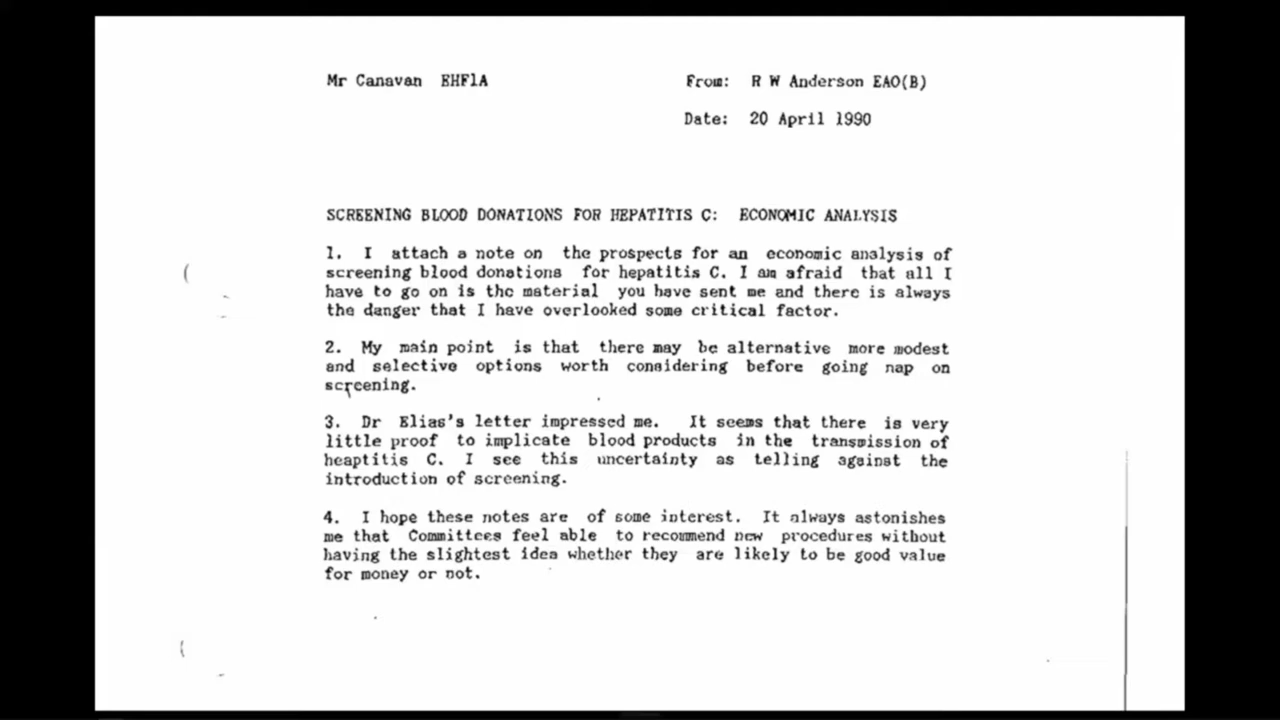 Mr Canavan EHF1A
From: R W Anderson EAO(B)
Date: 20 April 1990
SCREENING BLOOD DONATIONS FOR HEPATITIS C: ECONOMIC ANALYSIS
1. I attach a note on the prospects for an economic analysis of
screening blood donations for hepatitis C. I am afraid that all I
have to go on is the material you have sent me and there is always
the danger that I have overlooked some critical factor.
2. My main point is that there may be alternative more modest
and selective options worth considering before going nap on
screening.
3. Dr Elias's letter impressed me. It seems that there is very
little proof to implicate blood products in the transmission of
heaptitis C. I see this uncertainty as telling against the
introduction of screening.
4. I hope these notes are of some interest. It always astonishes
me that Committees feel able to recommend new procedures without
having the slightest idea whether they are likely to be good value
for money or not.